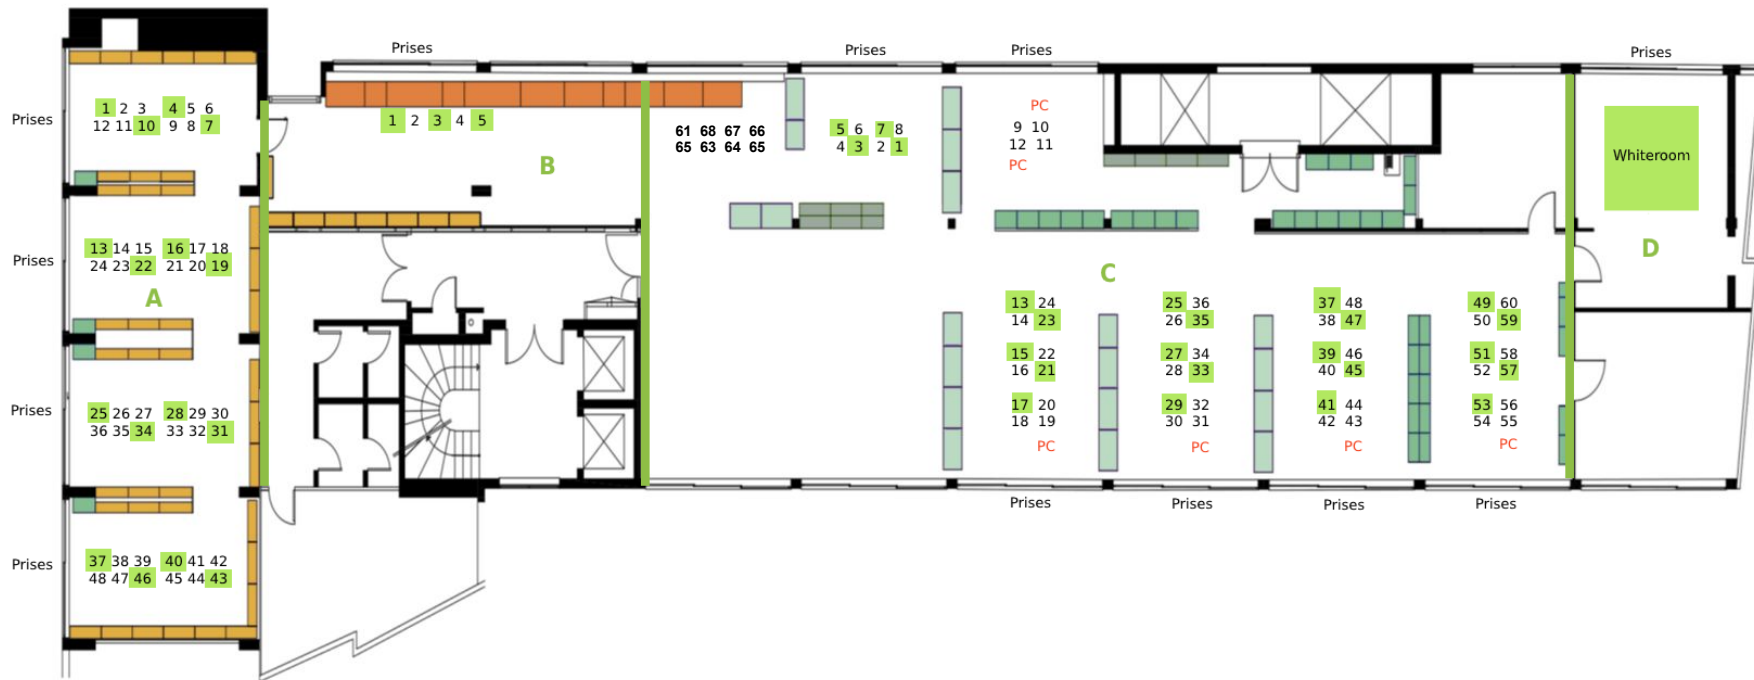 Prises
Prises
Prises
Prises
Prises
1 2 3 4 5 6
12 11 10 9 8 7
Prises
13 14 15 16 17 18
24 23 22 21 20 19
A
Prises
25 26 27 28 29 30
36 35 34 33 32 31
Prises
37 38 39 40 41 42
48 47 46 45 44 43
1 2 3 4 5
B
61 68 67 66
65 63 64 65
5 6 7 8
4 3 2 1
PC
9 10
12 11
PC
C
13 24
14 23
15 22
16 21
17 20
18 19
PC
25 36
26 35
27 34
28 33
29 32
30 31
PC
37 48
38 47
39 46
40 45
41 44
42 43
PC
49 60
50 59
51 58
52 57
53 56
54 55
PC
Whiteroom
D
Prises
Prises
Prises
Prises